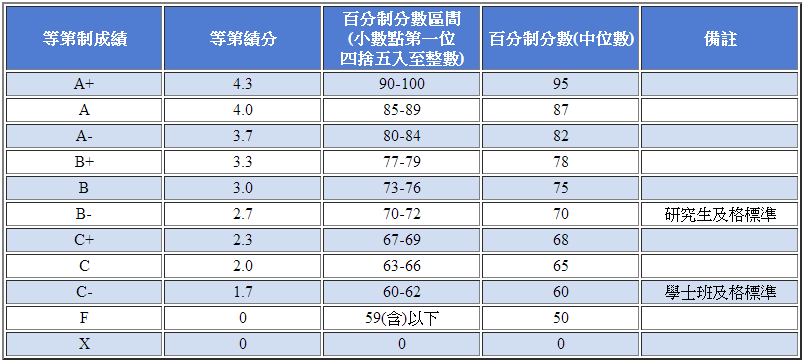 等第制成績 等第績分 百分制分數區間 (小數點第一位 四捨五入至整數) 百分制分數(中位數) 備註
A+ 4.3 90-100 95
A 4.0 85-89 87
A- 3.7 80-84 82
B+ 3.3 77-79 78
B 3.0 73-76 75
B- 2.7 70-72 70 研究生及格標準
C+ 2.3 67-69 68
C 2.0 63-66 65
C- 1.7 60-62 60 學士班及格標準
F 0 59(含)以下 50
X 0 0 0